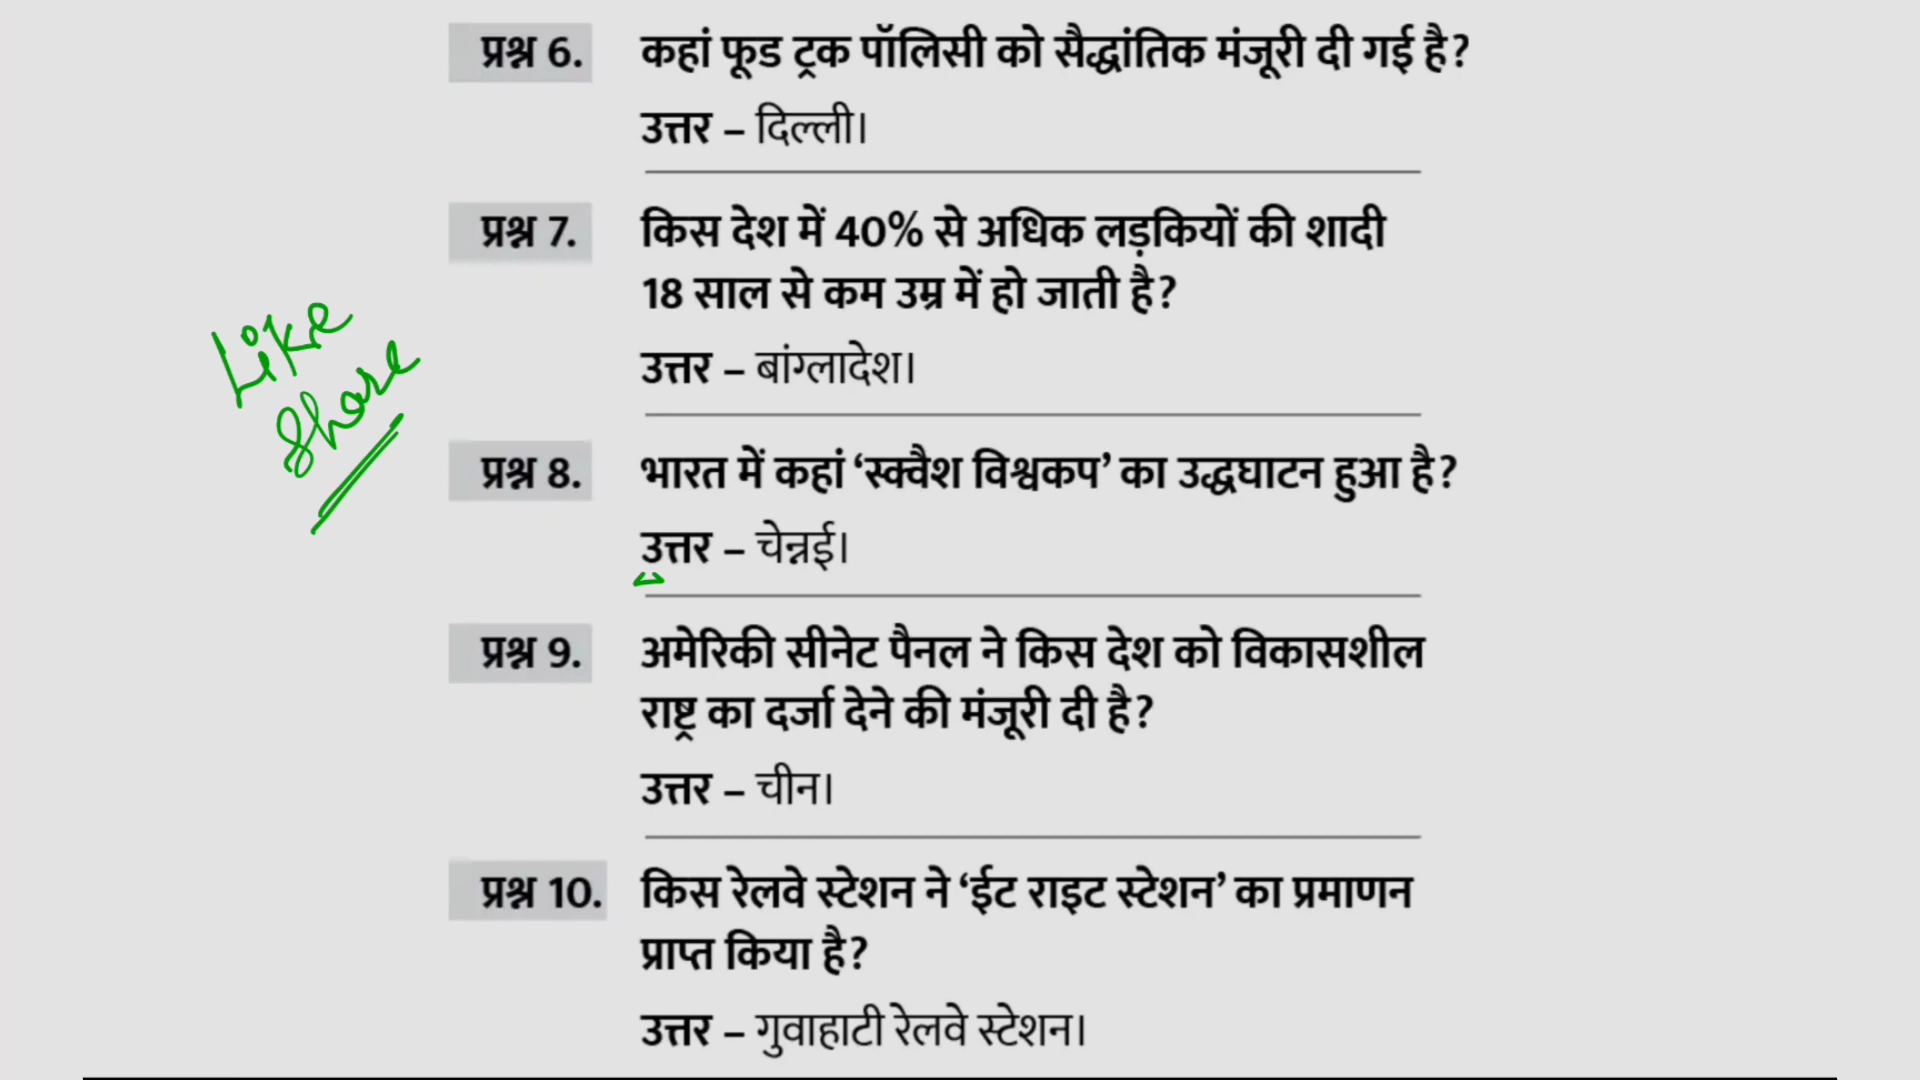 प्रश्न 6. कहां फूड ट्रक पॉलिसी को सैद्धांतिक मंजूरी दी गई है?
उत्तर – दिल्ली।
प्रश्न 7. किस देश में 40% से अधिक लड़कियों की शादी
18 साल से कम उम्र में हो जाती है?
उत्तर – बांग्लादेश।
Like
Share
प्रश्न 8. भारत में कहां ‘स्क्वैश विश्वकप’ का उद्धघाटन हुआ है?
उत्तर – चेन्नई।
प्रश्न 9. अमेरिकी सीनेट पैनल ने किस देश को विकासशील
राष्ट्र का दर्जा देने की मंजूरी दी है?
उत्तर – चीन।
प्रश्न 10. किस रेलवे स्टेशन ने ‘ईट राइट स्टेशन’ का प्रमाणन
प्राप्त किया है?
उत्तर – गुवाहाटी रेलवे स्टेशन।